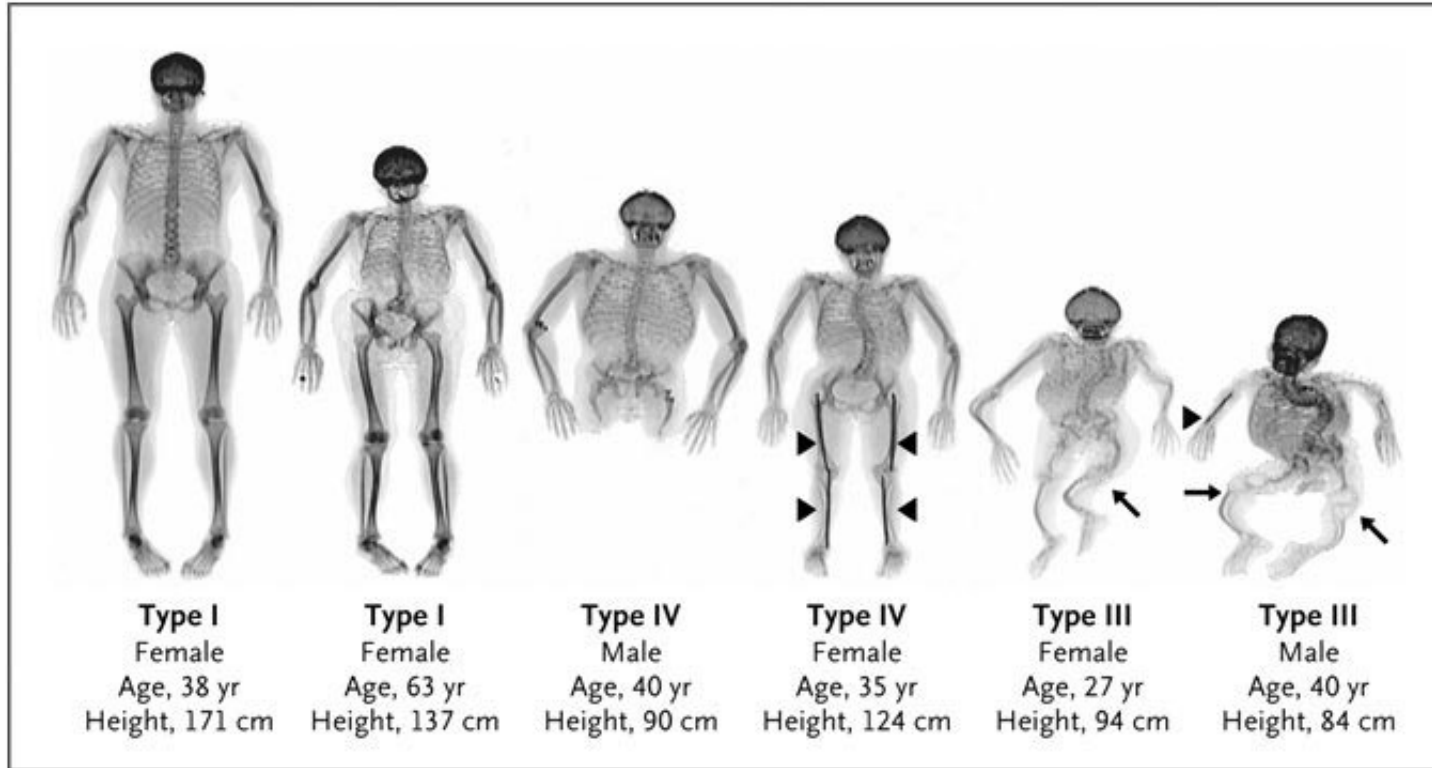 Type I
Female
Age, 38 yr
Height, 171 cm
Type I
Female
Age, 63 yr
Height, 137 cm
Type IV
Male
Age, 40 yr
Height, 90 cm
Type IV
Female
Age, 35 yr
Height, 124 cm
Type III
Female
Age, 27 yr
Height, 94 cm
Type III
Male
Age, 40 yr
Height, 84 cm